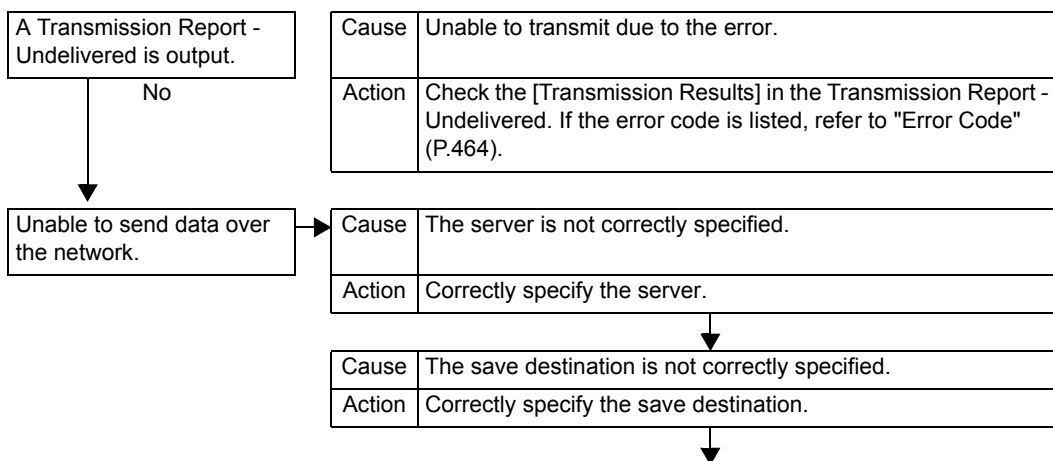 A Transmission Report -
Undelivered is output.
Cause Unable to transmit due to the error.
No
Action Check the [Transmission Results] in the Transmission Report -
Undelivered. If the error code is listed, refer to "Error Code"
(P.464).
Unable to send data over
the network.
Cause The server is not correctly specified.
Action Correctly specify the server.
Cause The save destination is not correctly specified.
Action Correctly specify the save destination.